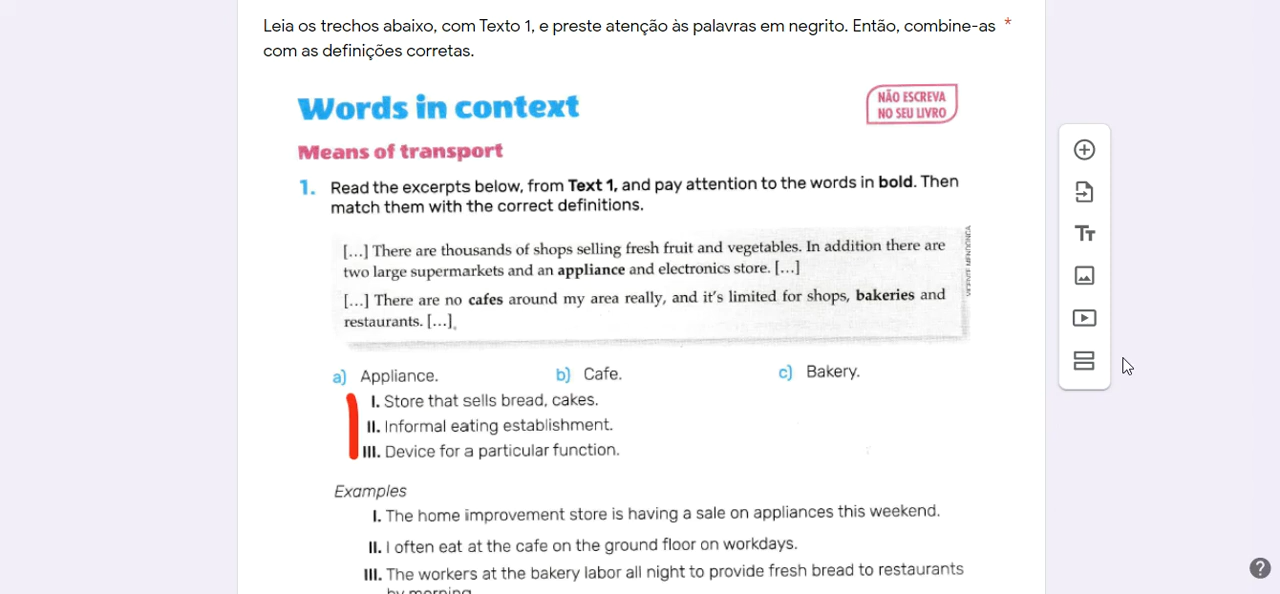 Leia os trechos abaixo, com Texto 1, e preste atenção às palavras em negrito. Então, combine-as *
com as definições corretas.
Words in context
NÃO ESCREVA
NO SEU LIVRO
Means of transport
1. Read the excerpts below, from Text 1, and pay attention to the words in bold. Then
match them with the correct definitions.
[...] There are thousands of shops selling fresh fruit and vegetables. In addition there are
two large supermarkets and an appliance and electronics store. [...]
[...] There are no cafes around my area really, and it's limited for shops, bakeries and
restaurants. [...]
a) Appliance. b) Cafe. c) Bakery.
I. Store that sells bread, cakes.
II. Informal eating establishment.
III. Device for a particular function.
Examples
I. The home improvement store is having a sale on appliances this weekend.
II. I often eat at the cafe on the ground floor on workdays.
III. The workers at the bakery labor all night to provide fresh bread to restaurants
by morning